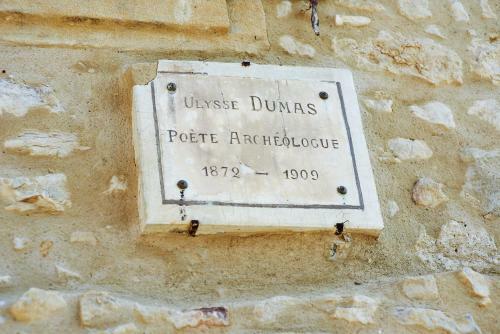 ULYSSE DUMAS
POÈTE ARCHÉOLOGUE
1872 - 1909